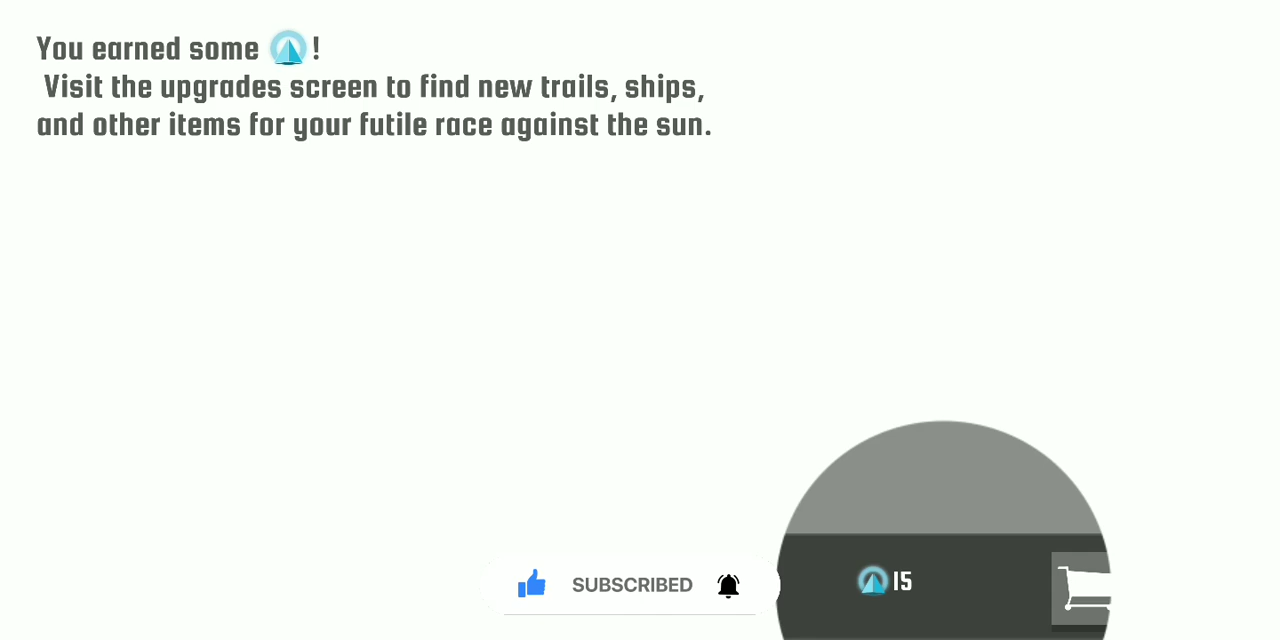 You earned some !
Visit the upgrades screen to find new trails, ships,
and other items for your futile race against the sun.
15
SUBSCRIBED